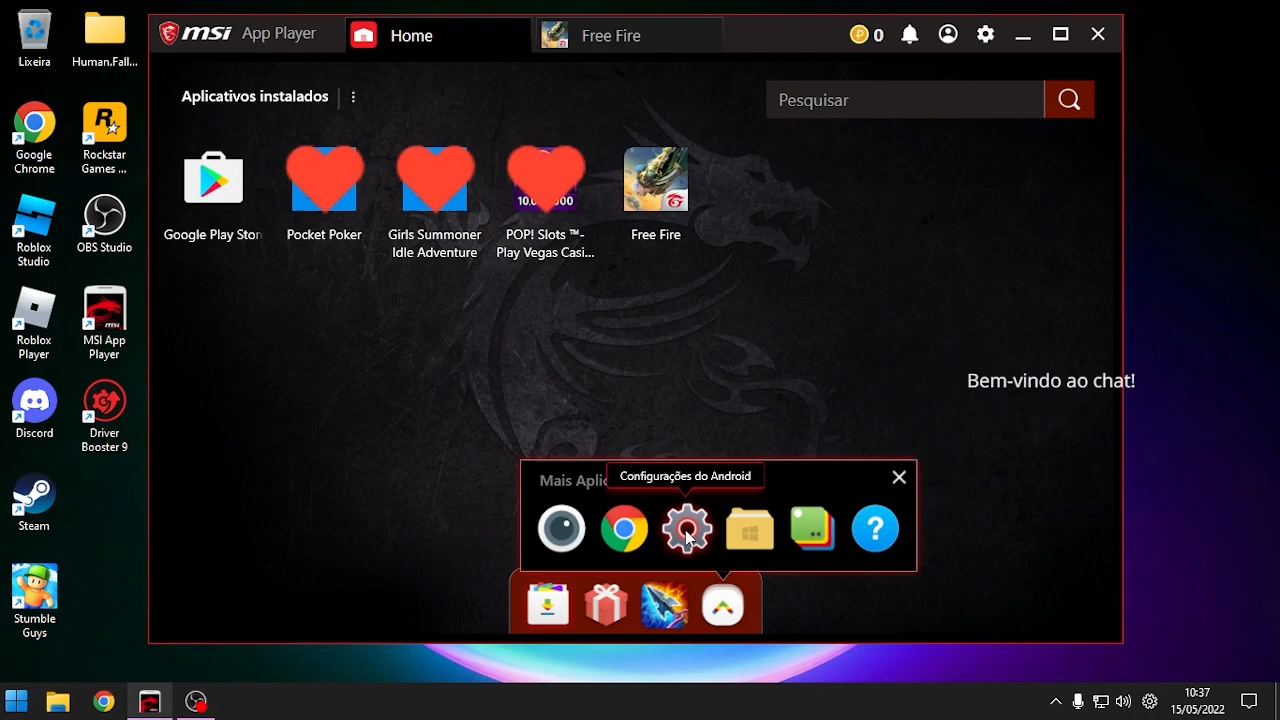 Lixeira
Human.Fall...
Google
Chrome
Rockstar
Games ...
Roblox
Studio
OBS Studio
Roblox
Player
MSI App
Player
Discord
Driver
Booster 9
Steam
Stumble
Guys
msi App Player
Home
Free Fire
0
Aplicativos instalados
Pesquisar
Google Play Stor
Pocket Poker
Girls Summoner
Idle Adventure
POP! Slots ™-
Play Vegas Casi...
Free Fire
Bem-vindo ao chat!
Mais Aplic
Configurações do Android
10:37
15/05/2022